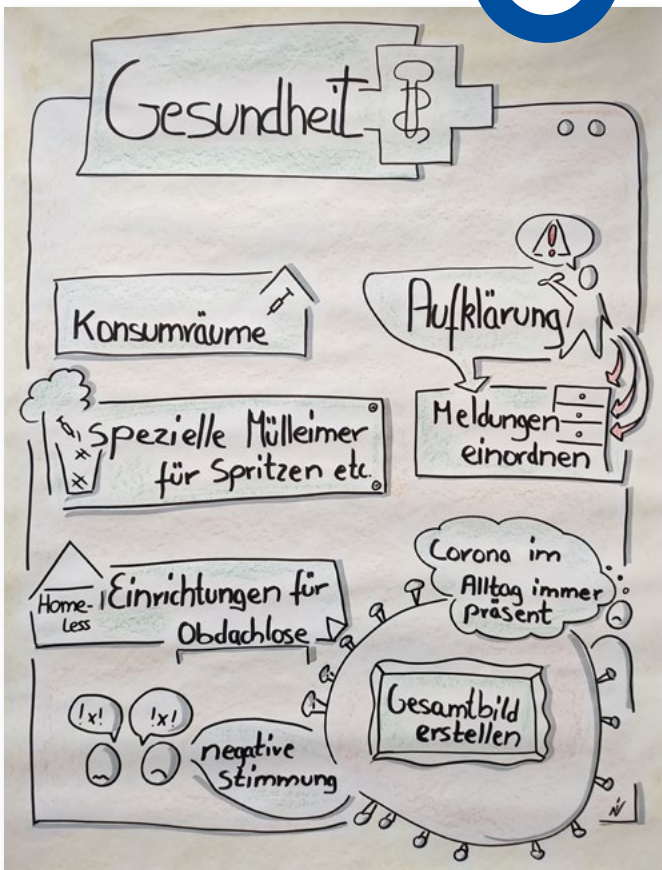 Gesundheit
Konsumräume
Aufklärung
spezielle Mülleimer
für Spritzen etc.
Meldungen
einordnen
Home-
less
Einrichtungen für
Obdachlose
Corona im
Alltag immer
präsent
!x!
!x!
negative
Stimmung
Gesamtbild
erstellen